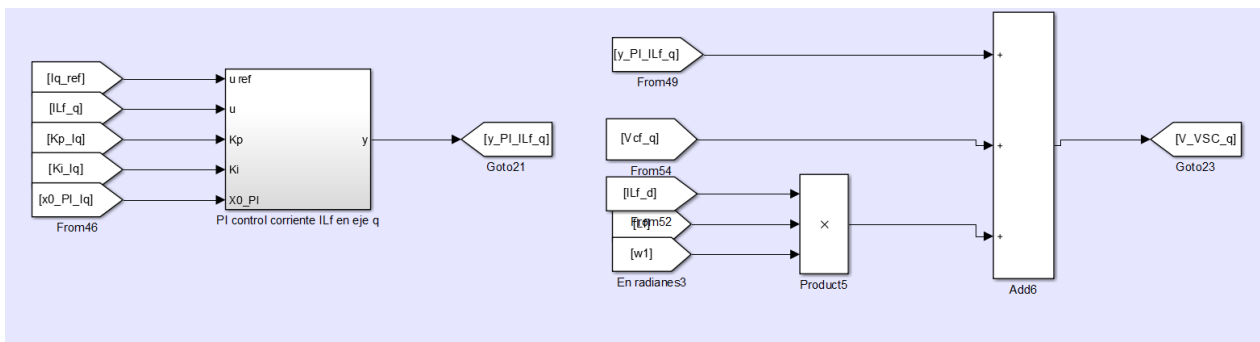 [Iq_ref]
[ILf_q]
[Kp_Iq]
[Ki_Iq]
[x0_PI_Iq]
From46
u ref
u
Kp
Ki
X0_PI
y
PI control corriente ILf en eje q
[y_PI_ILf_q]
Goto21
[y_PI_ILf_q]
From49
[Vcf_q]
From54
[ILf_d]
From52
[w1]
En radianes3
×
Product5
+
+
+
Add6
[V_VSC_q]
Goto23